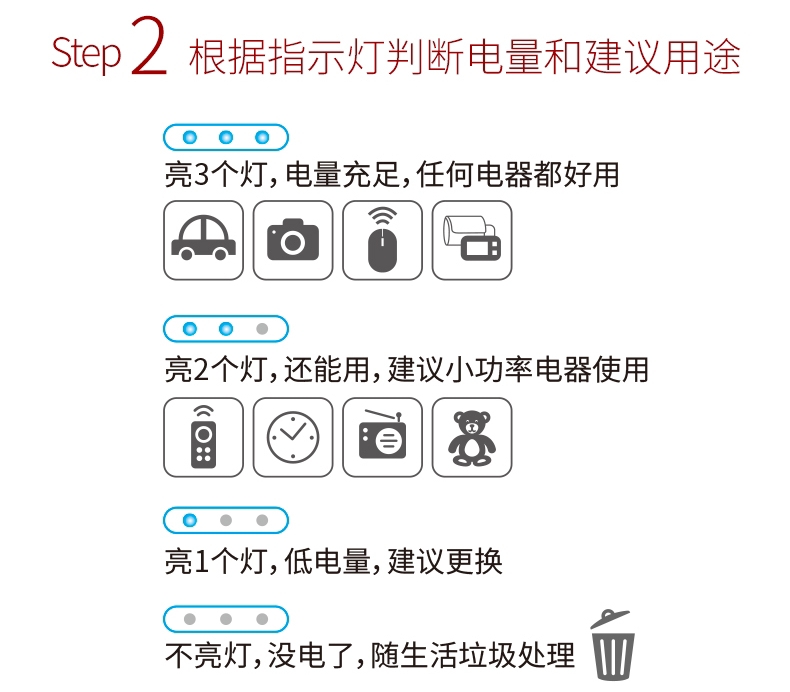 Step 2 根据指示灯判断电量和建议用途
亮3个灯,电量充足,任何电器都好用
亮2个灯,还能用,建议小功率电器使用
亮1个灯,低电量,建议更换
不亮灯,没电了,随生活垃圾处理